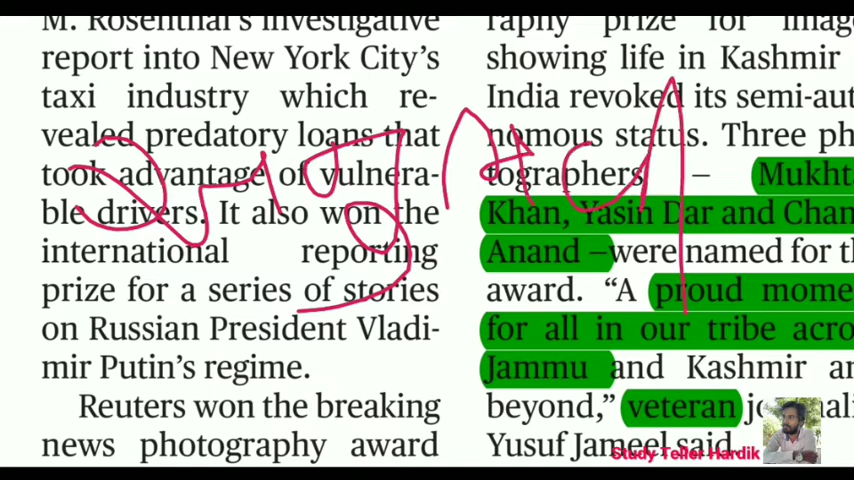 M. Rosenthal's investigative
report into New York City's
taxi industry which re-
vealed predatory loans that
took advantage of vulnera-
ble drivers. It also won the
international reporting
prize for a series of stories
on Russian President Vladi-
mir Putin's regime.
Reuters won the breaking
news photography award
raphy prize for image
showing life in Kashmir
India revoked its semi-aut
nomous status. Three ph
tographers –
Mukhta
Khan, Yasin Dar and Chan
Anand – were named for th
award. “A proud mome
for all in our tribe acro
Jammu and Kashmir an
beyond,” veteran
Yusuf Jameel said.
Study Teller Hardik